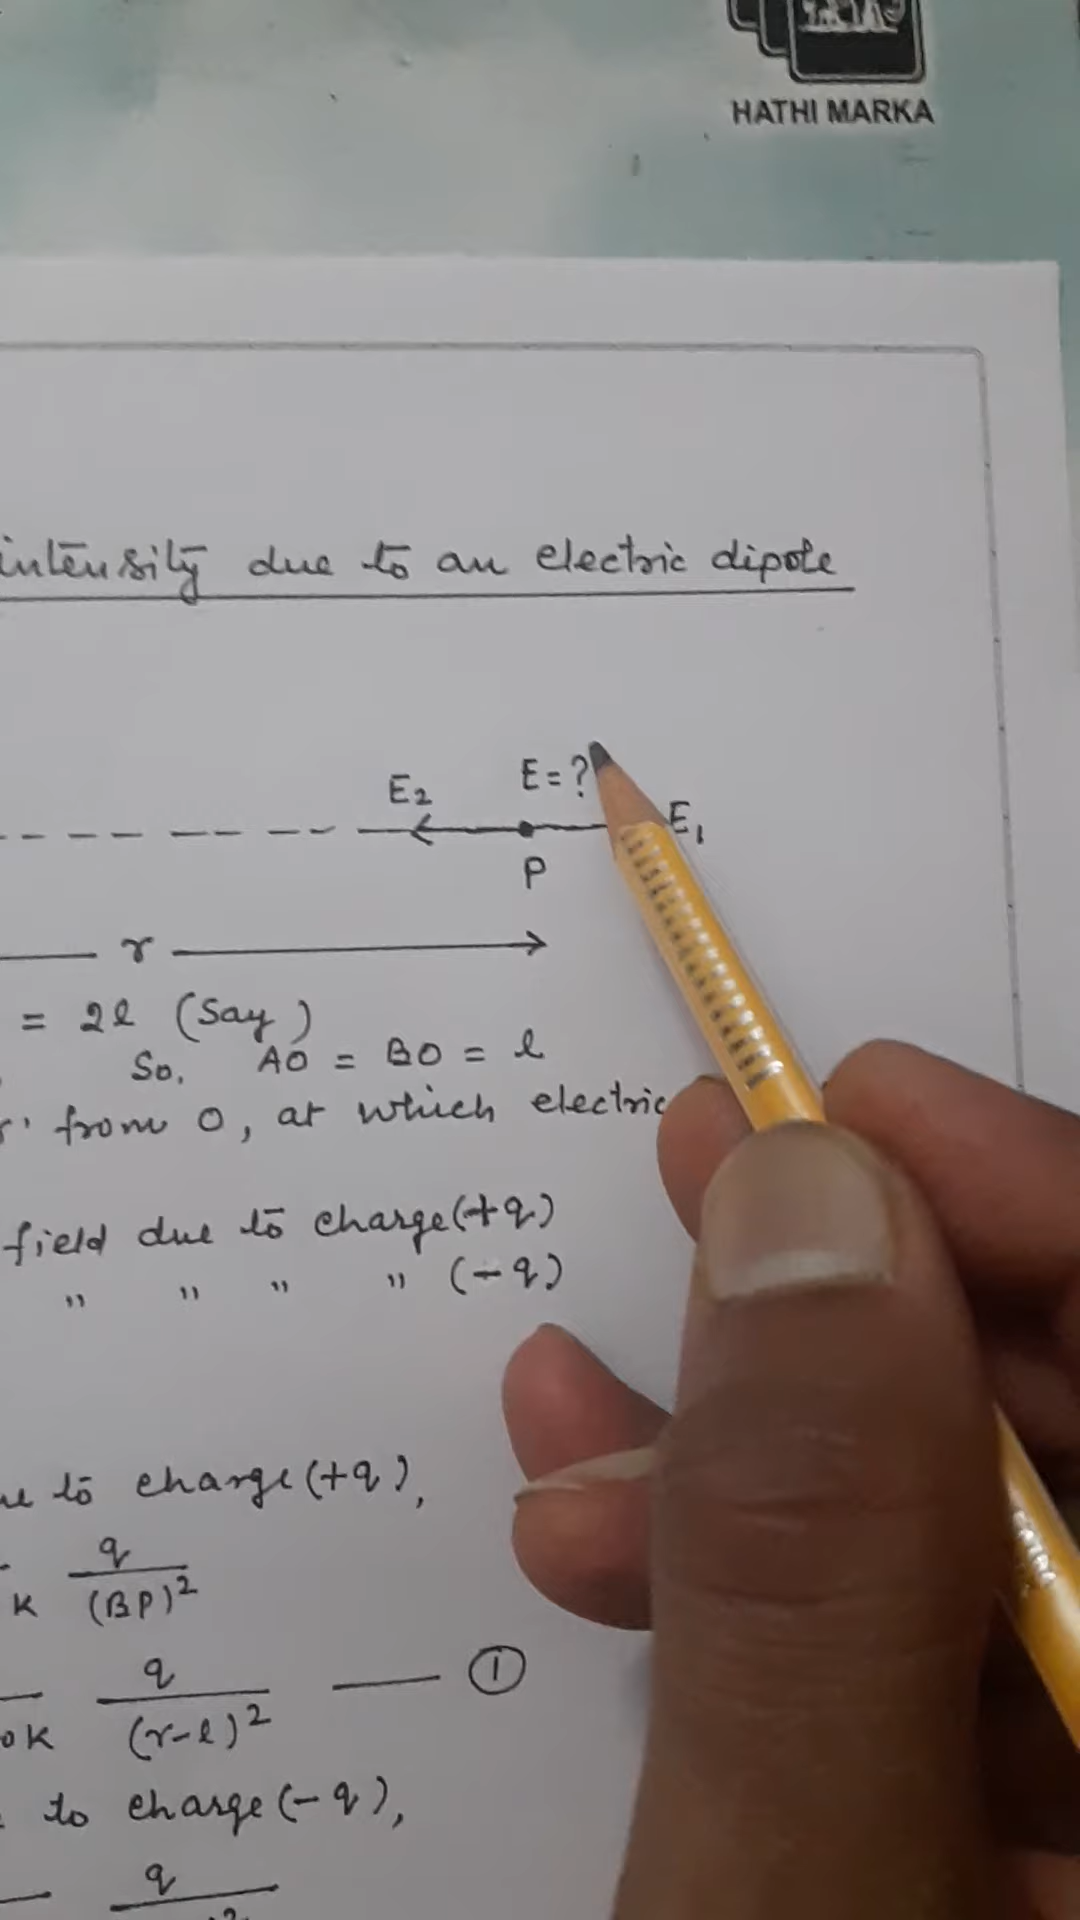 HATHI MARKA
intensity due to an electric dipole
E = ?
E2
E1
P
r
= 2l (Say)
So, AO = BO = l
from O, at which electric
field due to charge (+q)
" " " " (-q)
to charge (+q),
K q/(BP)²
K q/(r-l)² —— ①
to charge (-q),
q